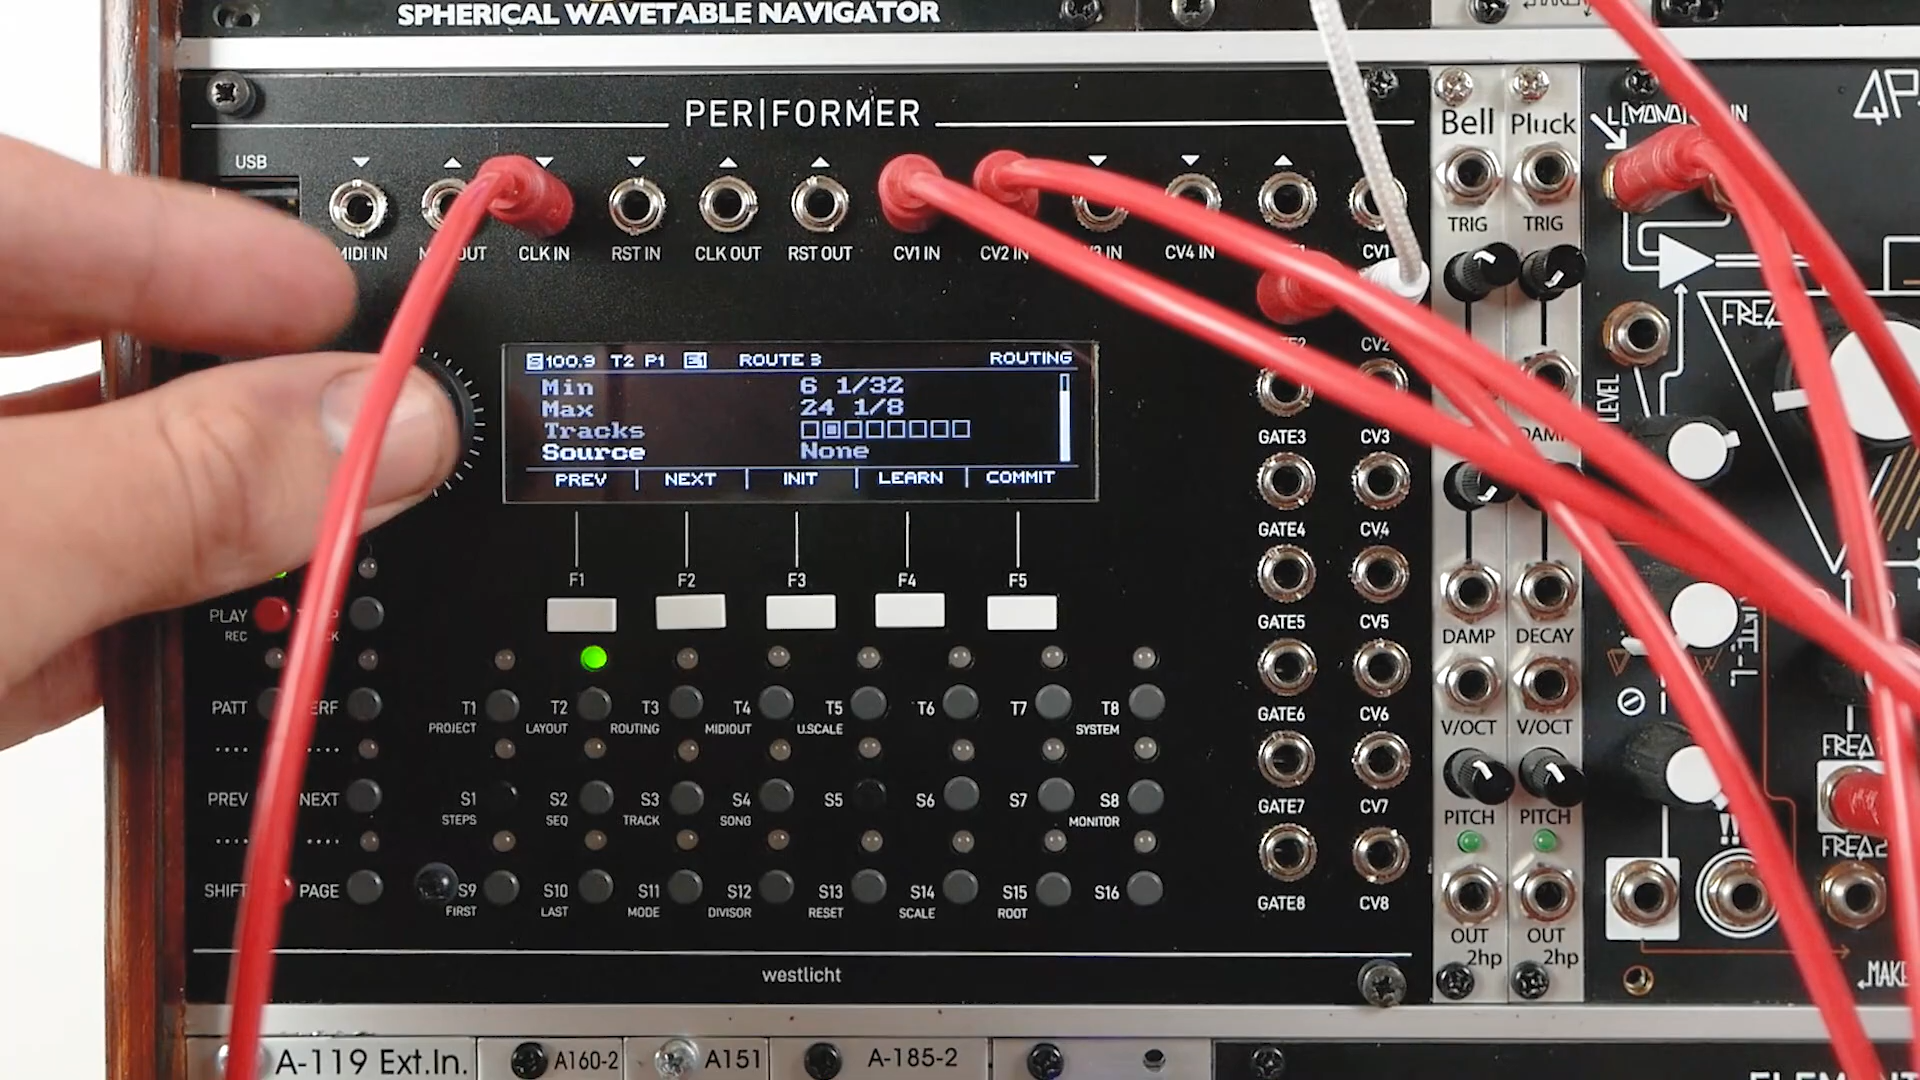 SPHERICAL WAVETABLE NAVIGATOR
PER|FORMER
USB
MIDI IN
OUT
CLK IN
RST IN
CLK OUT
RST OUT
CV1 IN
CV2 IN
CV4 IN
CV1
CV2
S 100.9 T2 P1 E1 ROUTE 3 ROUTING
Min 6 1/32
Max 24 1/8
Tracks
Source None
PREV NEXT INIT LEARN COMMIT
F1 F2 F3 F4 F5
PLAY
REC
PATT
T1 T2 T3 T4 T5 T6 T7 T8
PROJECT LAYOUT ROUTING MIDIOUT U.SCALE SYSTEM
PREV NEXT
S1 S2 S3 S4 S5 S6 S7 S8
STEPS SEQ TRACK SONG MONITOR
SHIFT PAGE
S9 S10 S11 S12 S13 S14 S15 S16
FIRST LAST MODE DIVISOR RESET SCALE ROOT
GATE3 CV3
GATE4 CV4
GATE5 CV5
GATE6 CV6
GATE7 CV7
GATE8 CV8
westlicht
Bell Pluck
TRIG TRIG
DAMP DECAY
V/OCT V/OCT
PITCH PITCH
OUT OUT
2hp 2hp
L [MONO] IN
LEVEL
A-119 Ext.In.
A160-2
A151
A-185-2